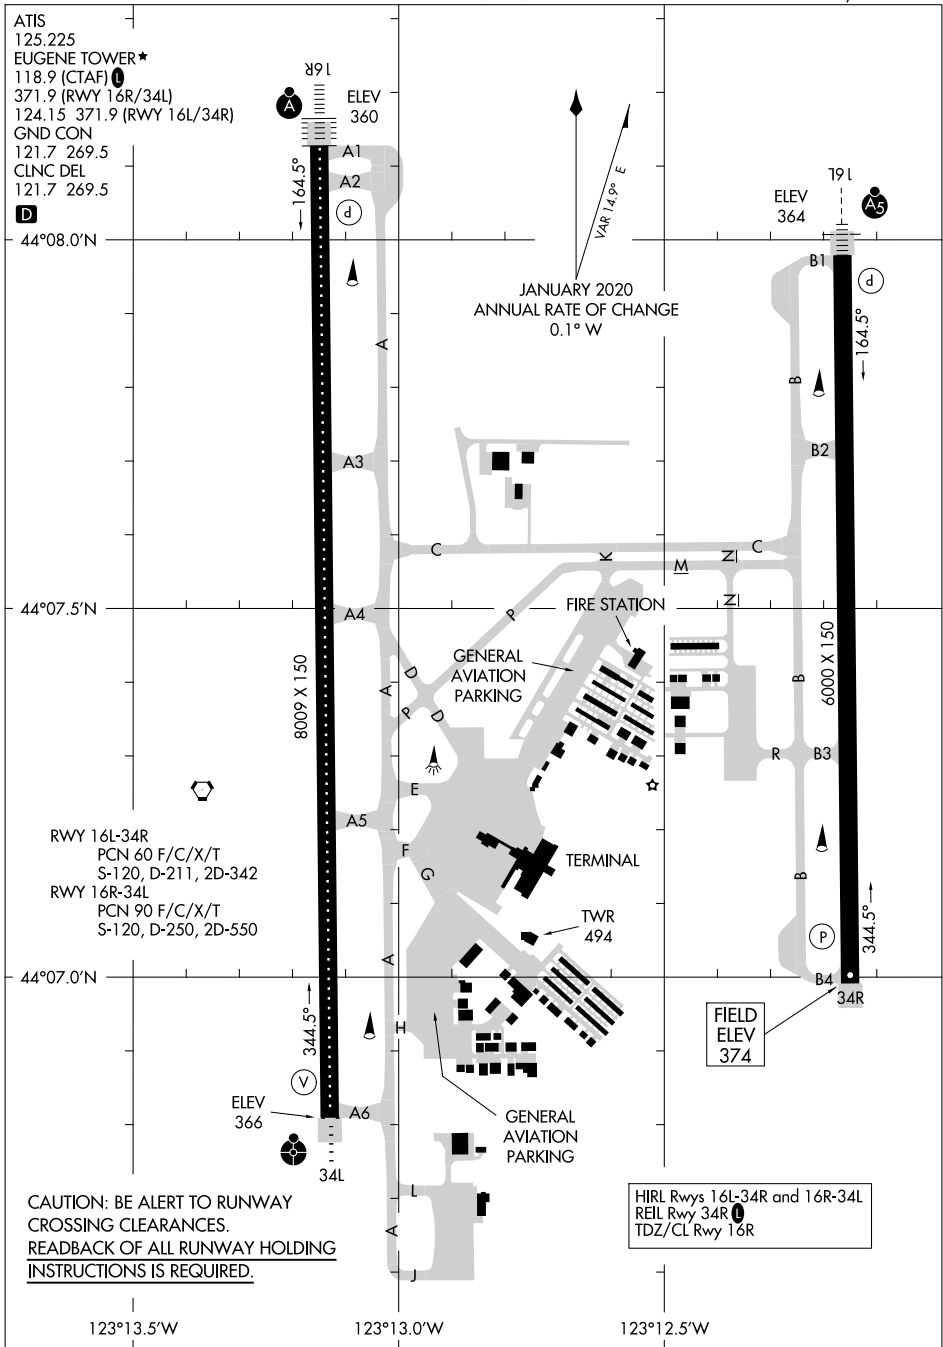 ATIS
125.225
EUGENE TOWER★
118.9 (CTAF) L
371.9 (RWY 16R/34L)
124.15 371.9 (RWY 16L/34R)
GND CON
121.7 269.5
CLNC DEL
121.7 269.5
D
16R
A
ELEV
360
A1
164.5°
A2
P
VAR 14.9° E
16L
ELEV
364
A5
44°08.0'N
B1
P
JANUARY 2020
ANNUAL RATE OF CHANGE
0.1° W
164.5°
A
B
A3
B2
C
K
N
C
M
44°07.5'N
A4
P
FIRE STATION
N
GENERAL
AVIATION
PARKING
8009 X 150
6000 X 150
D
A
P
D
B
R
B3
E
A5
F
G
TERMINAL
B
RWY 16L-34R
PCN 60 F/C/X/T
S-120, D-211, 2D-342
RWY 16R-34L
PCN 90 F/C/X/T
S-120, D-250, 2D-550
TWR
494
344.5°
P
A
44°07.0'N
B4
34R
FIELD
ELEV
374
344.5°
H
V
ELEV
366
A6
GENERAL
AVIATION
PARKING
34L
L
CAUTION: BE ALERT TO RUNWAY
CROSSING CLEARANCES.
READBACK OF ALL RUNWAY HOLDING
INSTRUCTIONS IS REQUIRED.
A
J
HIRL Rwys 16L-34R and 16R-34L
REIL Rwy 34R L
TDZ/CL Rwy 16R
123°13.5'W
123°13.0'W
123°12.5'W